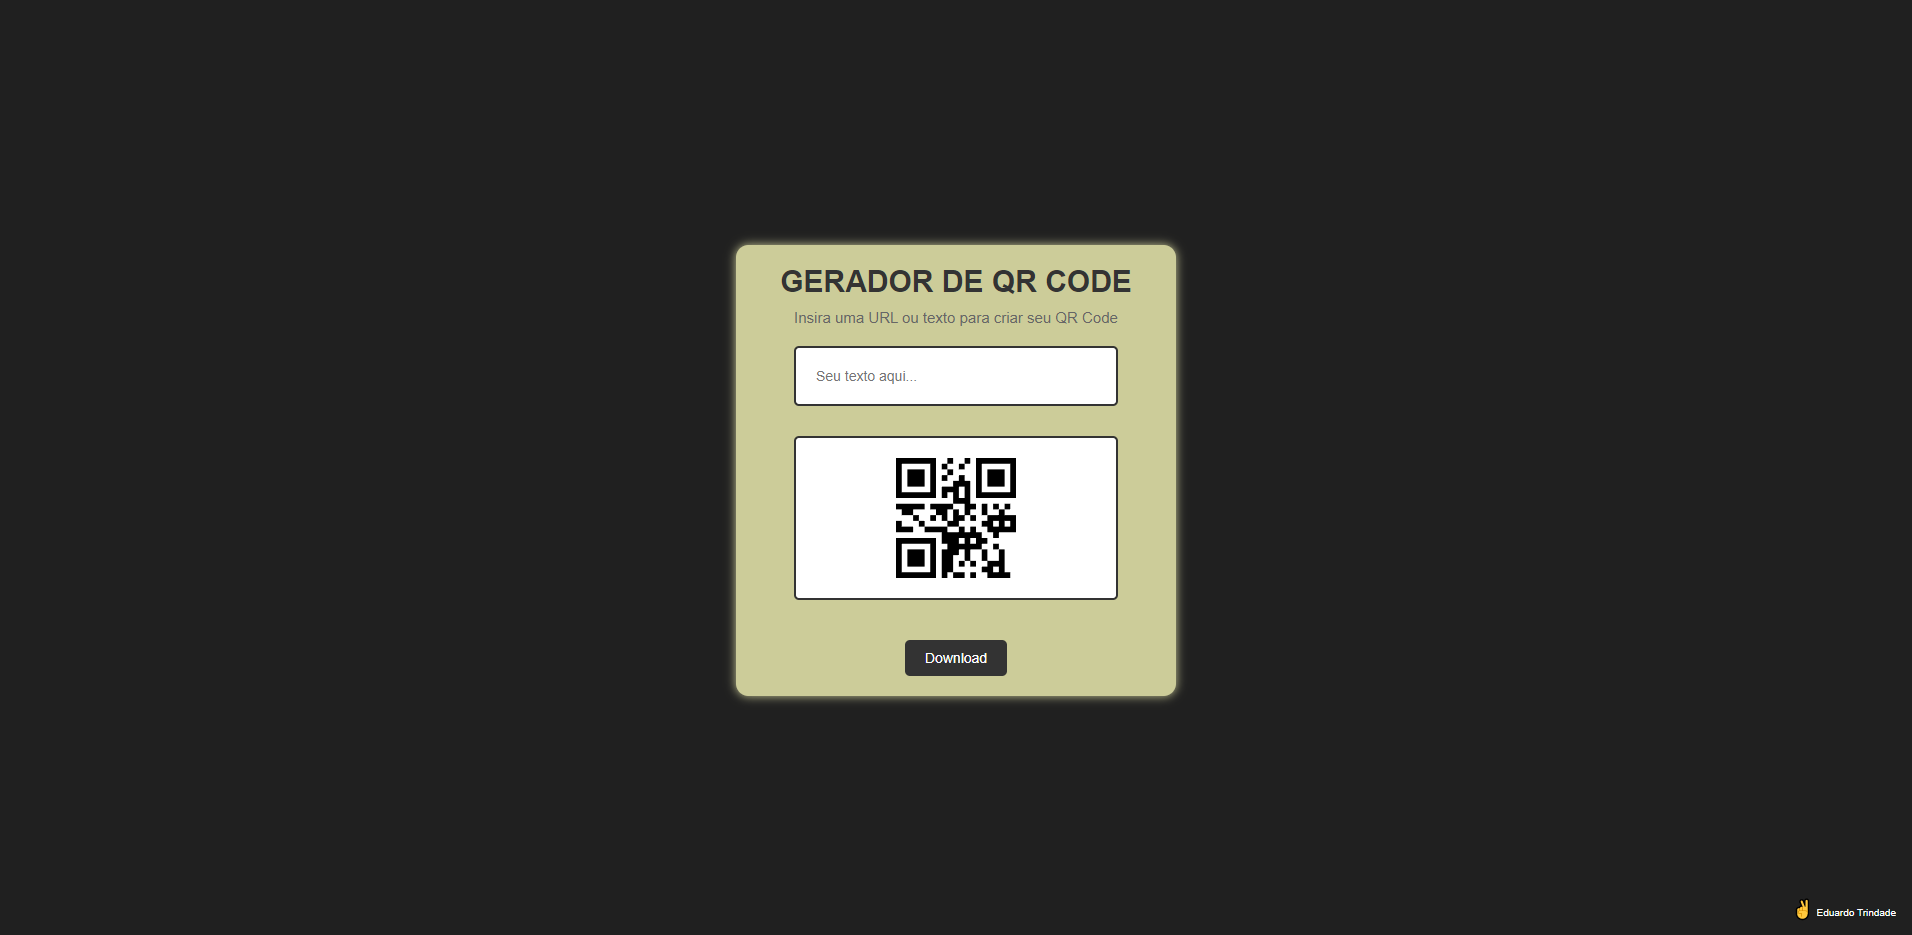 GERADOR DE QR CODE
Insira uma URL ou texto para criar seu QR Code
Seu texto aqui...
Download
Eduardo Trindade